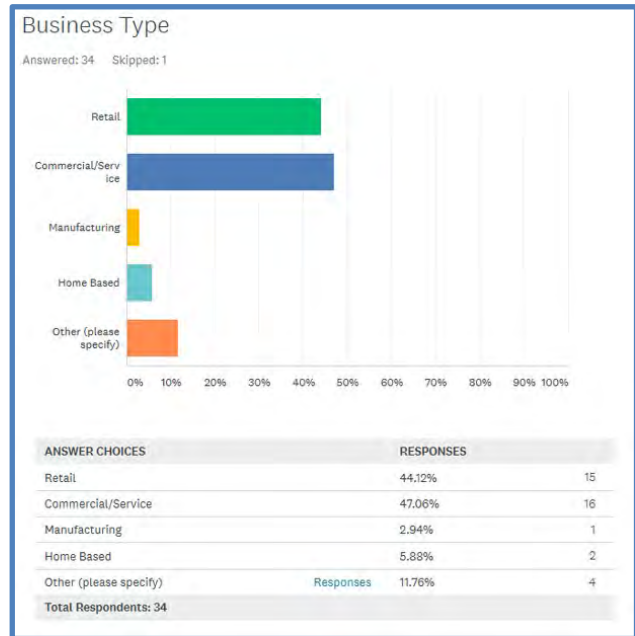 Business Type
Answered: 34 Skipped: 1
Retail
Commercial/Serv
ice
Manufacturing
Home Based
Other (please
specify)
0% 10% 20% 30% 40% 50% 60% 70% 80% 90% 100%
ANSWER CHOICES RESPONSES
Retail 44.12% 15
Commercial/Service 47.06% 16
Manufacturing 2.94% 1
Home Based 5.88% 2
Other (please specify) Responses 11.76% 4
Total Respondents: 34